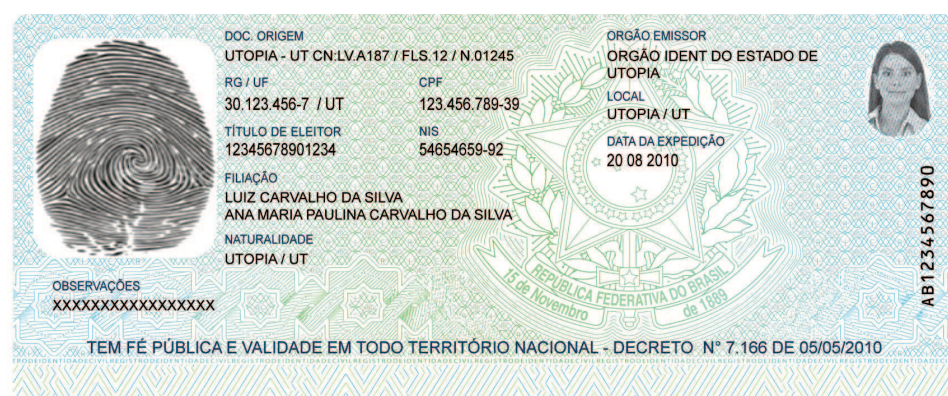 DOC. ORIGEM
UTOPIA - UT CN:LV.A187 / FLS.12 / N.01245
RG / UF
CPF
30.123.456-7 / UT
123.456.789-39
TÍTULO DE ELEITOR
NIS
12345678901234
54654659-92
FILIAÇÃO
LUIZ CARVALHO DA SILVA
ANA MARIA PAULINA CARVALHO DA SILVA
NATURALIDADE
UTOPIA / UT
OBSERVAÇÕES
XXXXXXXXXXXXXXXXX
ORGÃO EMISSOR
ORGÃO IDENT DO ESTADO DE
UTOPIA
LOCAL
UTOPIA / UT
DATA DA EXPEDIÇÃO
20 08 2010
AB1234567890
REPUBLICA FEDERATIVA DO BRASIL
15 de Novembro
de 1889
TEM FÉ PÚBLICA E VALIDADE EM TODO TERRITÓRIO NACIONAL - DECRETO N° 7.166 DE 05/05/2010